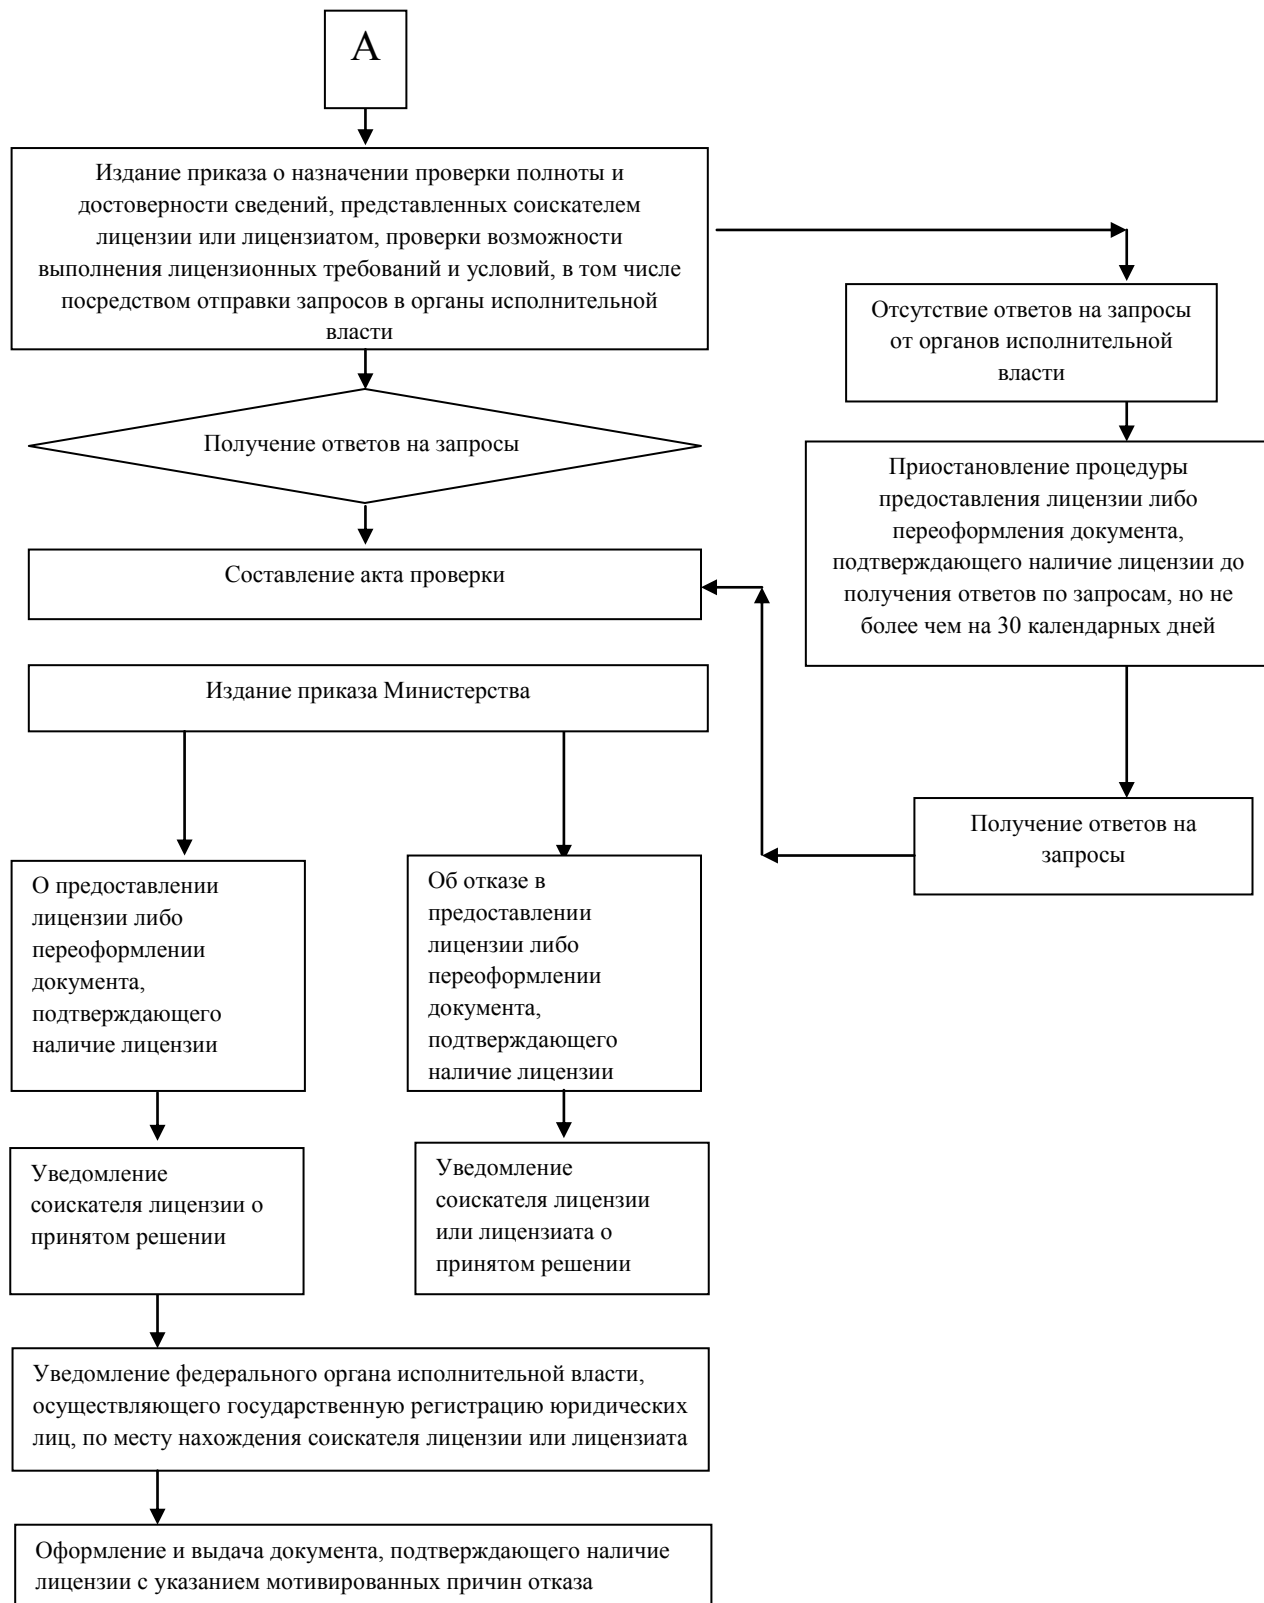 А
Издание приказа о назначении проверки полноты и
достоверности сведений, представленных соискателем
лицензии или лицензиатом, проверки возможности
выполнения лицензионных требований и условий, в том числе
посредством отправки запросов в органы исполнительной
власти
Отсутствие ответов на запросы
от органов исполнительной
власти
Получение ответов на запросы
Приостановление процедуры
предоставления лицензии либо
переоформления документа,
подтверждающего наличие лицензии до
получения ответов по запросам, но не
более чем на 30 календарных дней
Составление акта проверки
Издание приказа Министерства
Получение ответов на
запросы
О предоставлении
лицензии либо
переоформлении
документа,
подтверждающего
наличие лицензии
Об отказе в
предоставлении
лицензии либо
переоформлении
документа,
подтверждающего
наличие лицензии
Уведомление
соискателя лицензии о
принятом решении
Уведомление
соискателя лицензии
или лицензиата о
принятом решении
Уведомление федерального органа исполнительной власти,
осуществляющего государственную регистрацию юридических
лиц, по месту нахождения соискателя лицензии или лицензиата
Оформление и выдача документа, подтверждающего наличие
лицензии с указанием мотивированных причин отказа